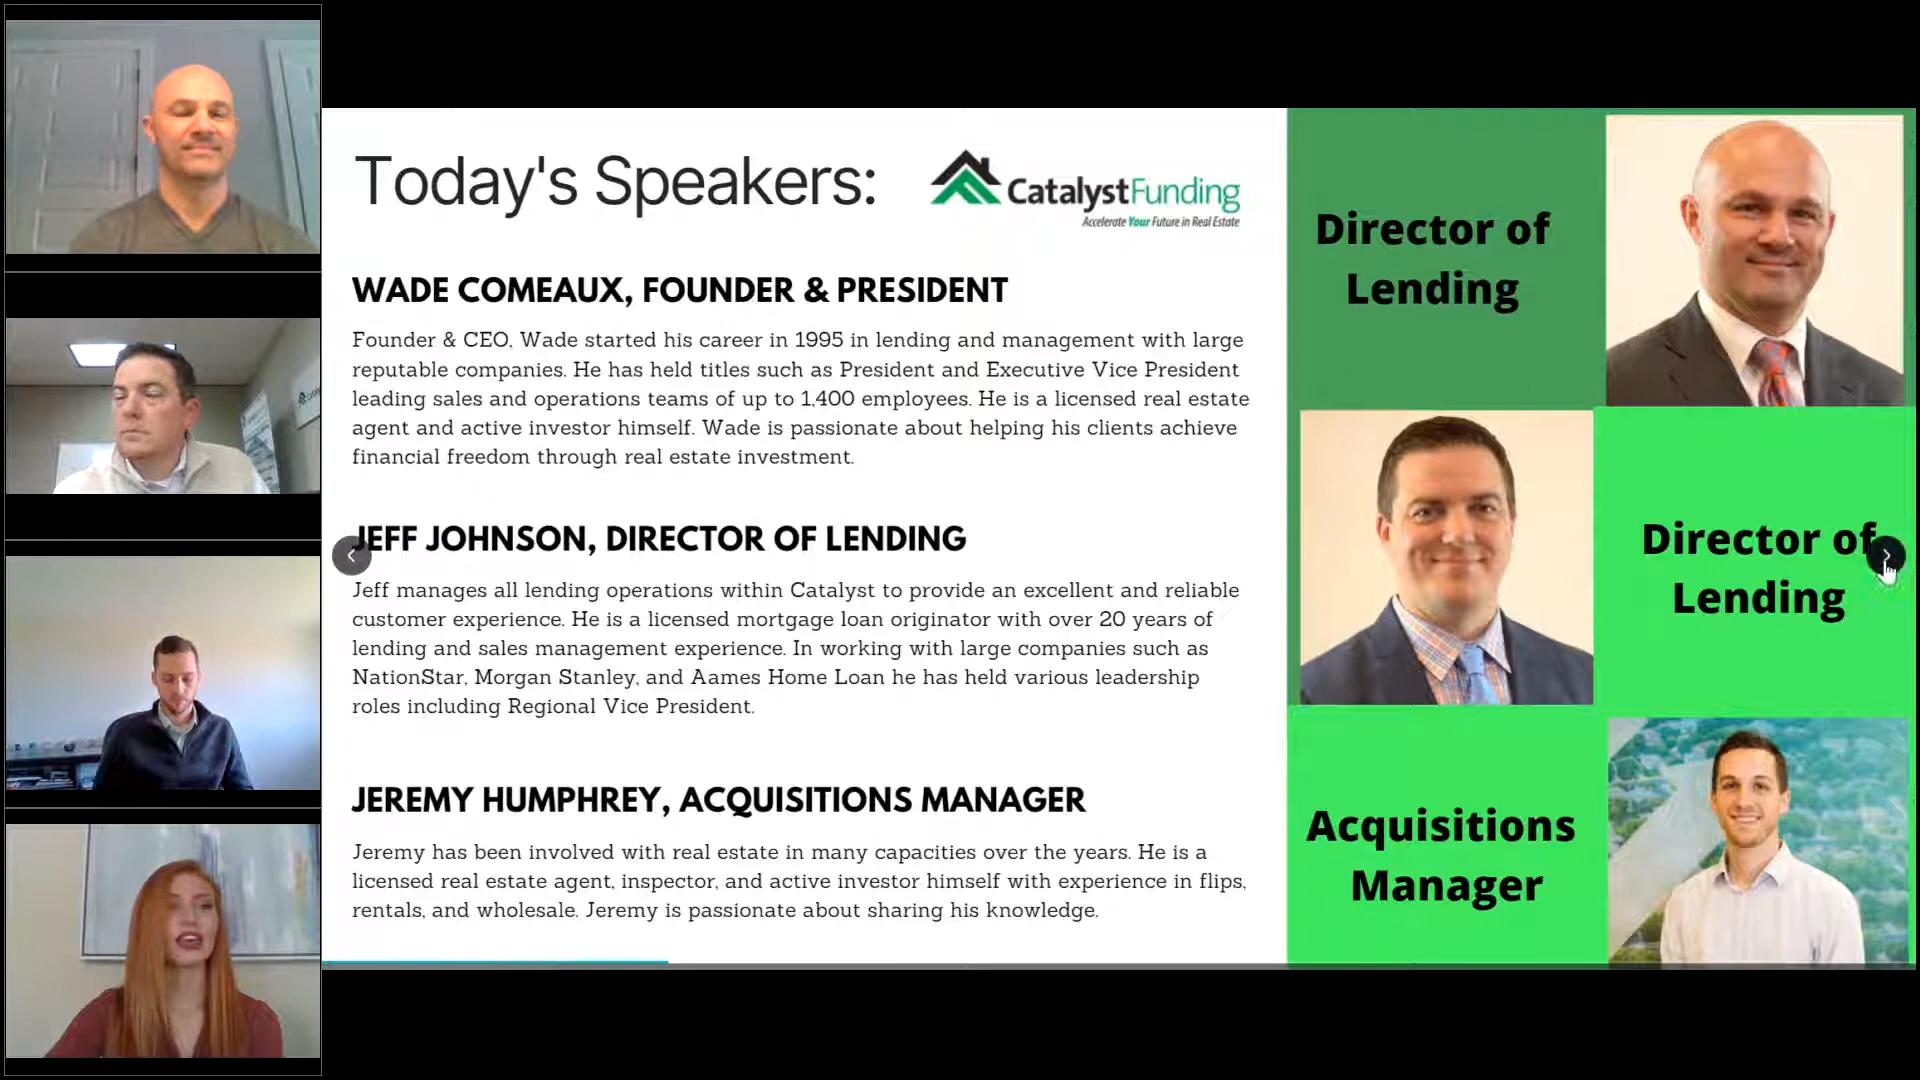 Today's Speakers:
CatalystFunding
Accelerate Your Future in Real Estate
WADE COMEAUX, FOUNDER & PRESIDENT
Founder & CEO, Wade started his career in 1995 in lending and management with large
reputable companies. He has held titles such as President and Executive Vice President
leading sales and operations teams of up to 1,400 employees. He is a licensed real estate
agent and active investor himself. Wade is passionate about helping his clients achieve
financial freedom through real estate investment.
JEFF JOHNSON, DIRECTOR OF LENDING
Jeff manages all lending operations within Catalyst to provide an excellent and reliable
customer experience. He is a licensed mortgage loan originator with over 20 years of
lending and sales management experience. In working with large companies such as
NationStar, Morgan Stanley, and Aames Home Loan he has held various leadership
roles including Regional Vice President.
JEREMY HUMPHREY, ACQUISITIONS MANAGER
Jeremy has been involved with real estate in many capacities over the years. He is a
licensed real estate agent, inspector, and active investor himself with experience in flips,
rentals, and wholesale. Jeremy is passionate about sharing his knowledge.
Director of
Lending
Director of
Lending
Acquisitions
Manager